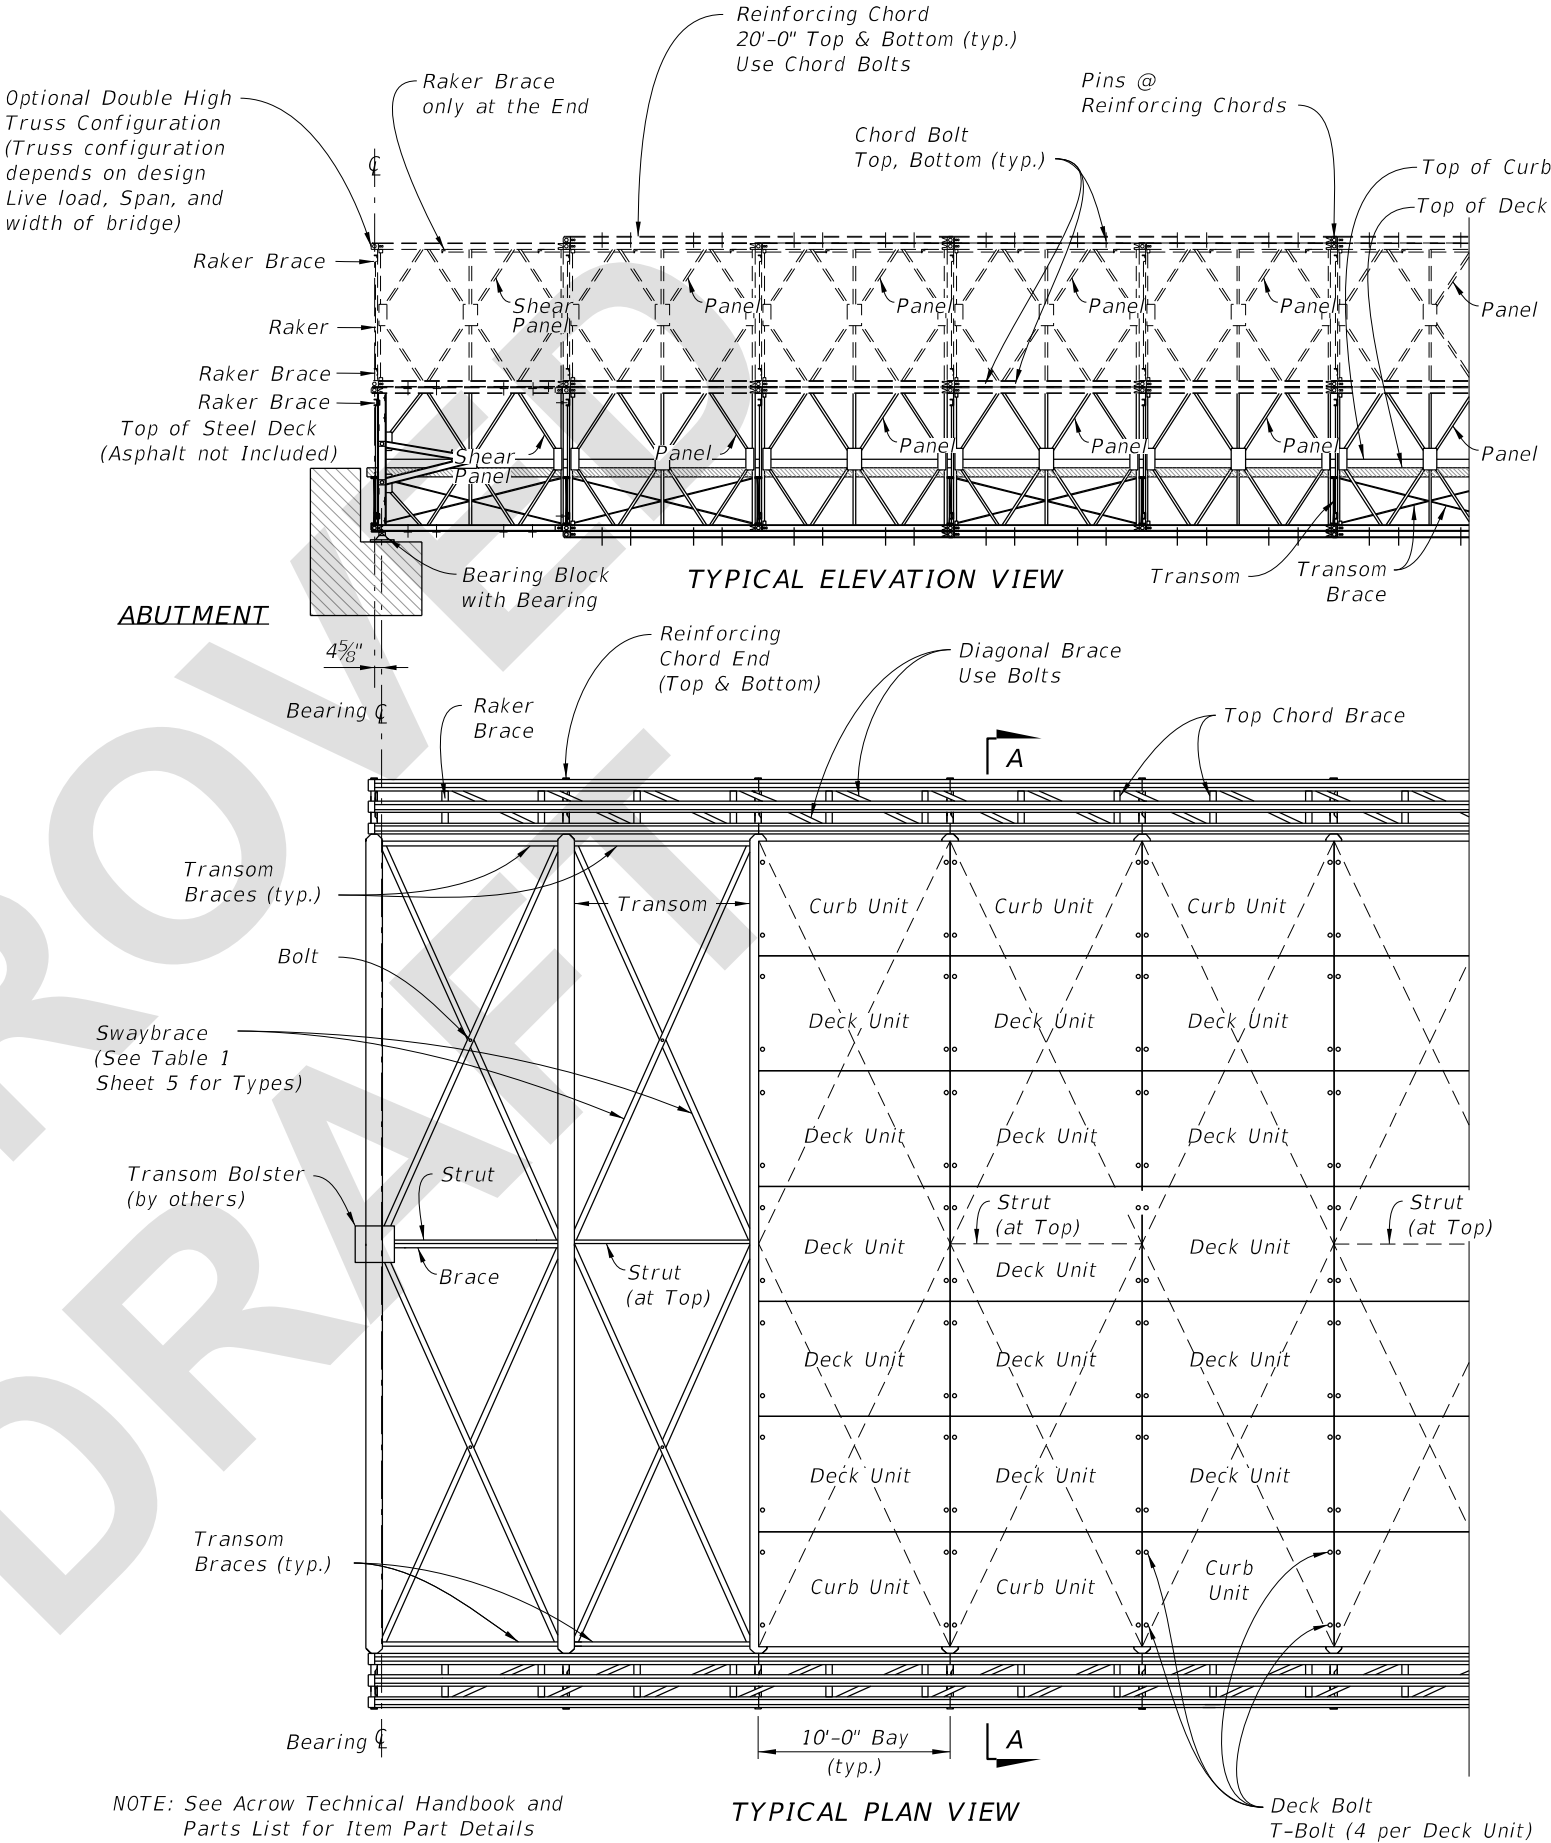 Reinforcing Chord
20'-0" Top & Bottom (typ.)
Use Chord Bolts
Raker Brace
only at the End
Pins @
Reinforcing Chords
Optional Double High
Truss Configuration
(Truss configuration
depends on design
Live load, Span, and
width of bridge)
Chord Bolt
Top, Bottom (typ.)
℄
Top of Curb
Top of Deck
Raker Brace
Shear
Panel
Panel
Panel
Panel
Panel
Panel
Raker
Raker Brace
Raker Brace
Top of Steel Deck
(Asphalt not Included)
Shear
Panel
Panel
Panel
Panel
Panel
Panel
Bearing Block
with Bearing
TYPICAL ELEVATION VIEW
Transom
Transom
Brace
ABUTMENT
4⅝"
Reinforcing
Chord End
(Top & Bottom)
Diagonal Brace
Use Bolts
Bearing ℄
Raker
Brace
Top Chord Brace
A
Transom
Braces (typ.)
Transom
Curb Unit
Curb Unit
Curb Unit
Bolt
Swaybrace
(See Table 1
Sheet 5 for Types)
Deck Unit
Deck Unit
Deck Unit
Deck Unit
Deck Unit
Deck Unit
Transom Bolster
(by others)
Strut
Strut
(at Top)
Strut
(at Top)
Deck Unit
Deck Unit
Deck Unit
Brace
Strut
(at Top)
Deck Unit
Deck Unit
Deck Unit
Deck Unit
Deck Unit
Deck Unit
Transom
Braces (typ.)
Curb Unit
Curb Unit
Curb
Unit
Bearing ℄
10'-0" Bay
(typ.)
A
NOTE: See Acrow Technical Handbook and
Parts List for Item Part Details
TYPICAL PLAN VIEW
Deck Bolt
T-Bolt (4 per Deck Unit)
ROVED
DRAFT